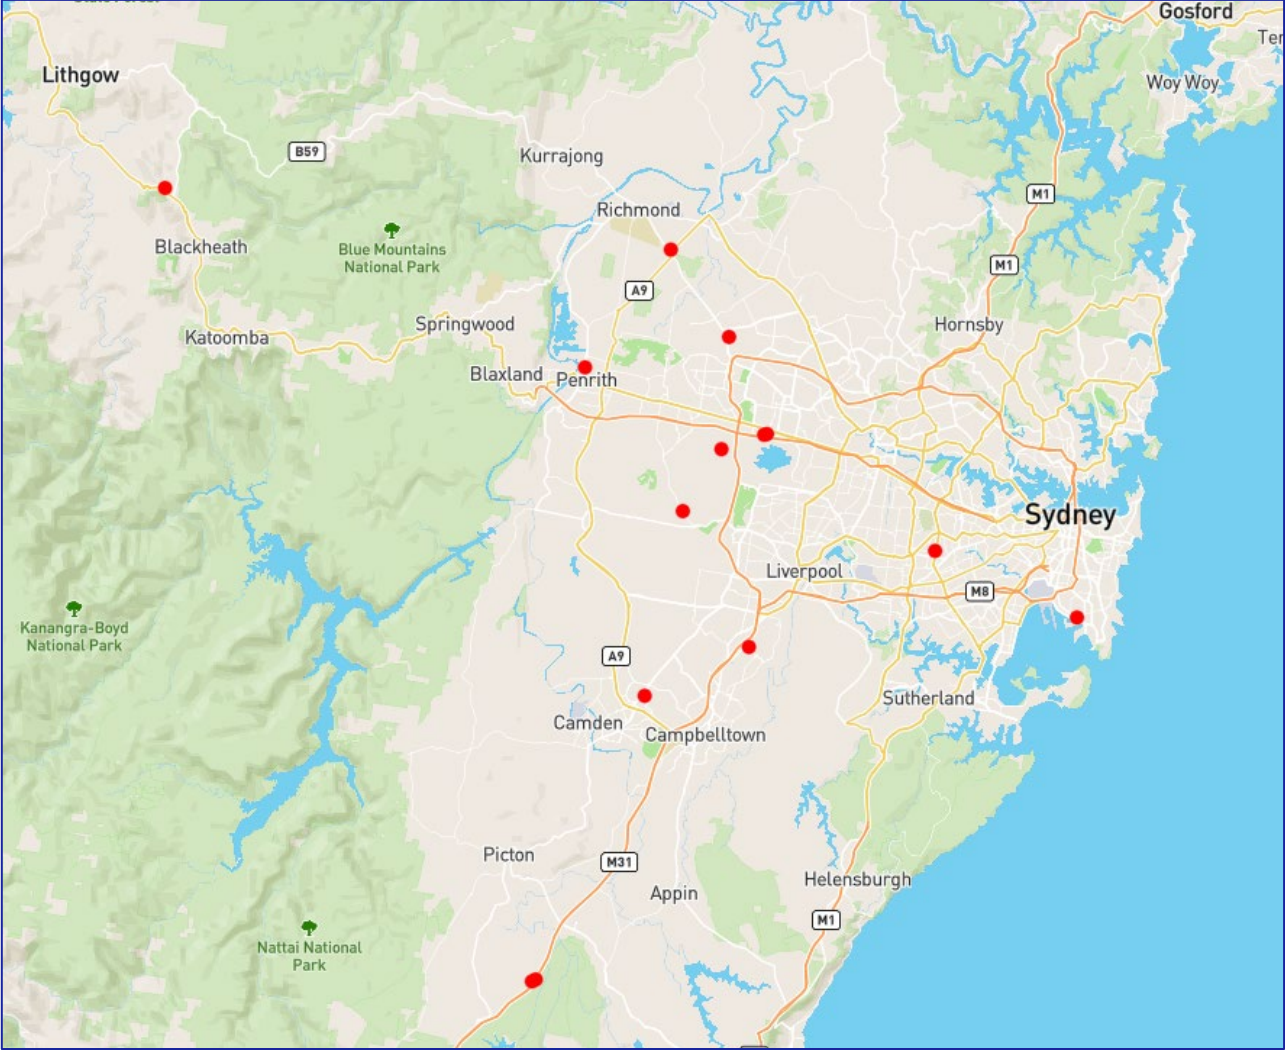 Gosford
Lithgow
Woy Woy
B59
Kurrajong
M1
Richmond
Blackheath
Blue Mountains
National Park
M1
A9
Springwood
Hornsby
Katoomba
Blaxland
Penrith
Sydney
Liverpool
M8
Kanangra-Boyd
National Park
A9
Sutherland
Camden
Campbelltown
Picton
M31
Helensburgh
Appin
M1
Nattai National
Park